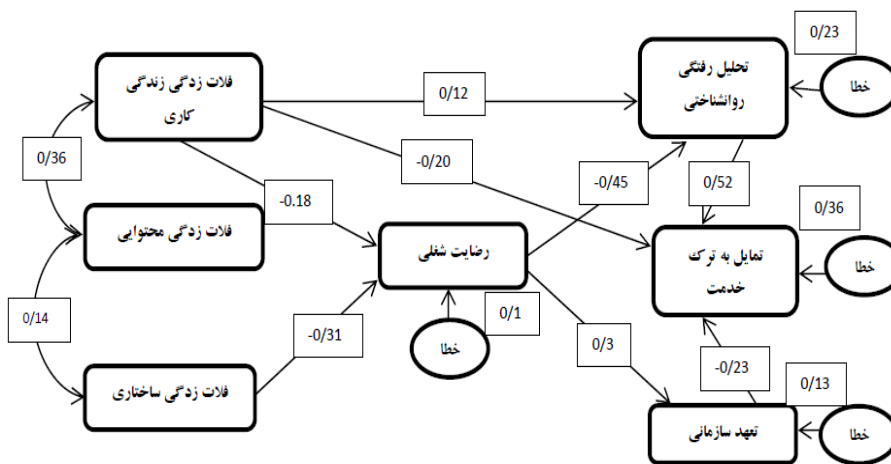 0/23
تحلیل رفتگی
روانشناختی
خطا
فلات زدگی زندگی
کاری
0/12
0/36
-0/20
-0/45
0/52
-0.18
0/36
فلات زدگی محتوایی
رضایت شغلی
تمایل به ترک
خدمت
خطا
0/14
-0/31
0/1
خطا
0/3
-0/23
0/13
فلات زدگی ساختاری
تعهد سازمانی
خطا